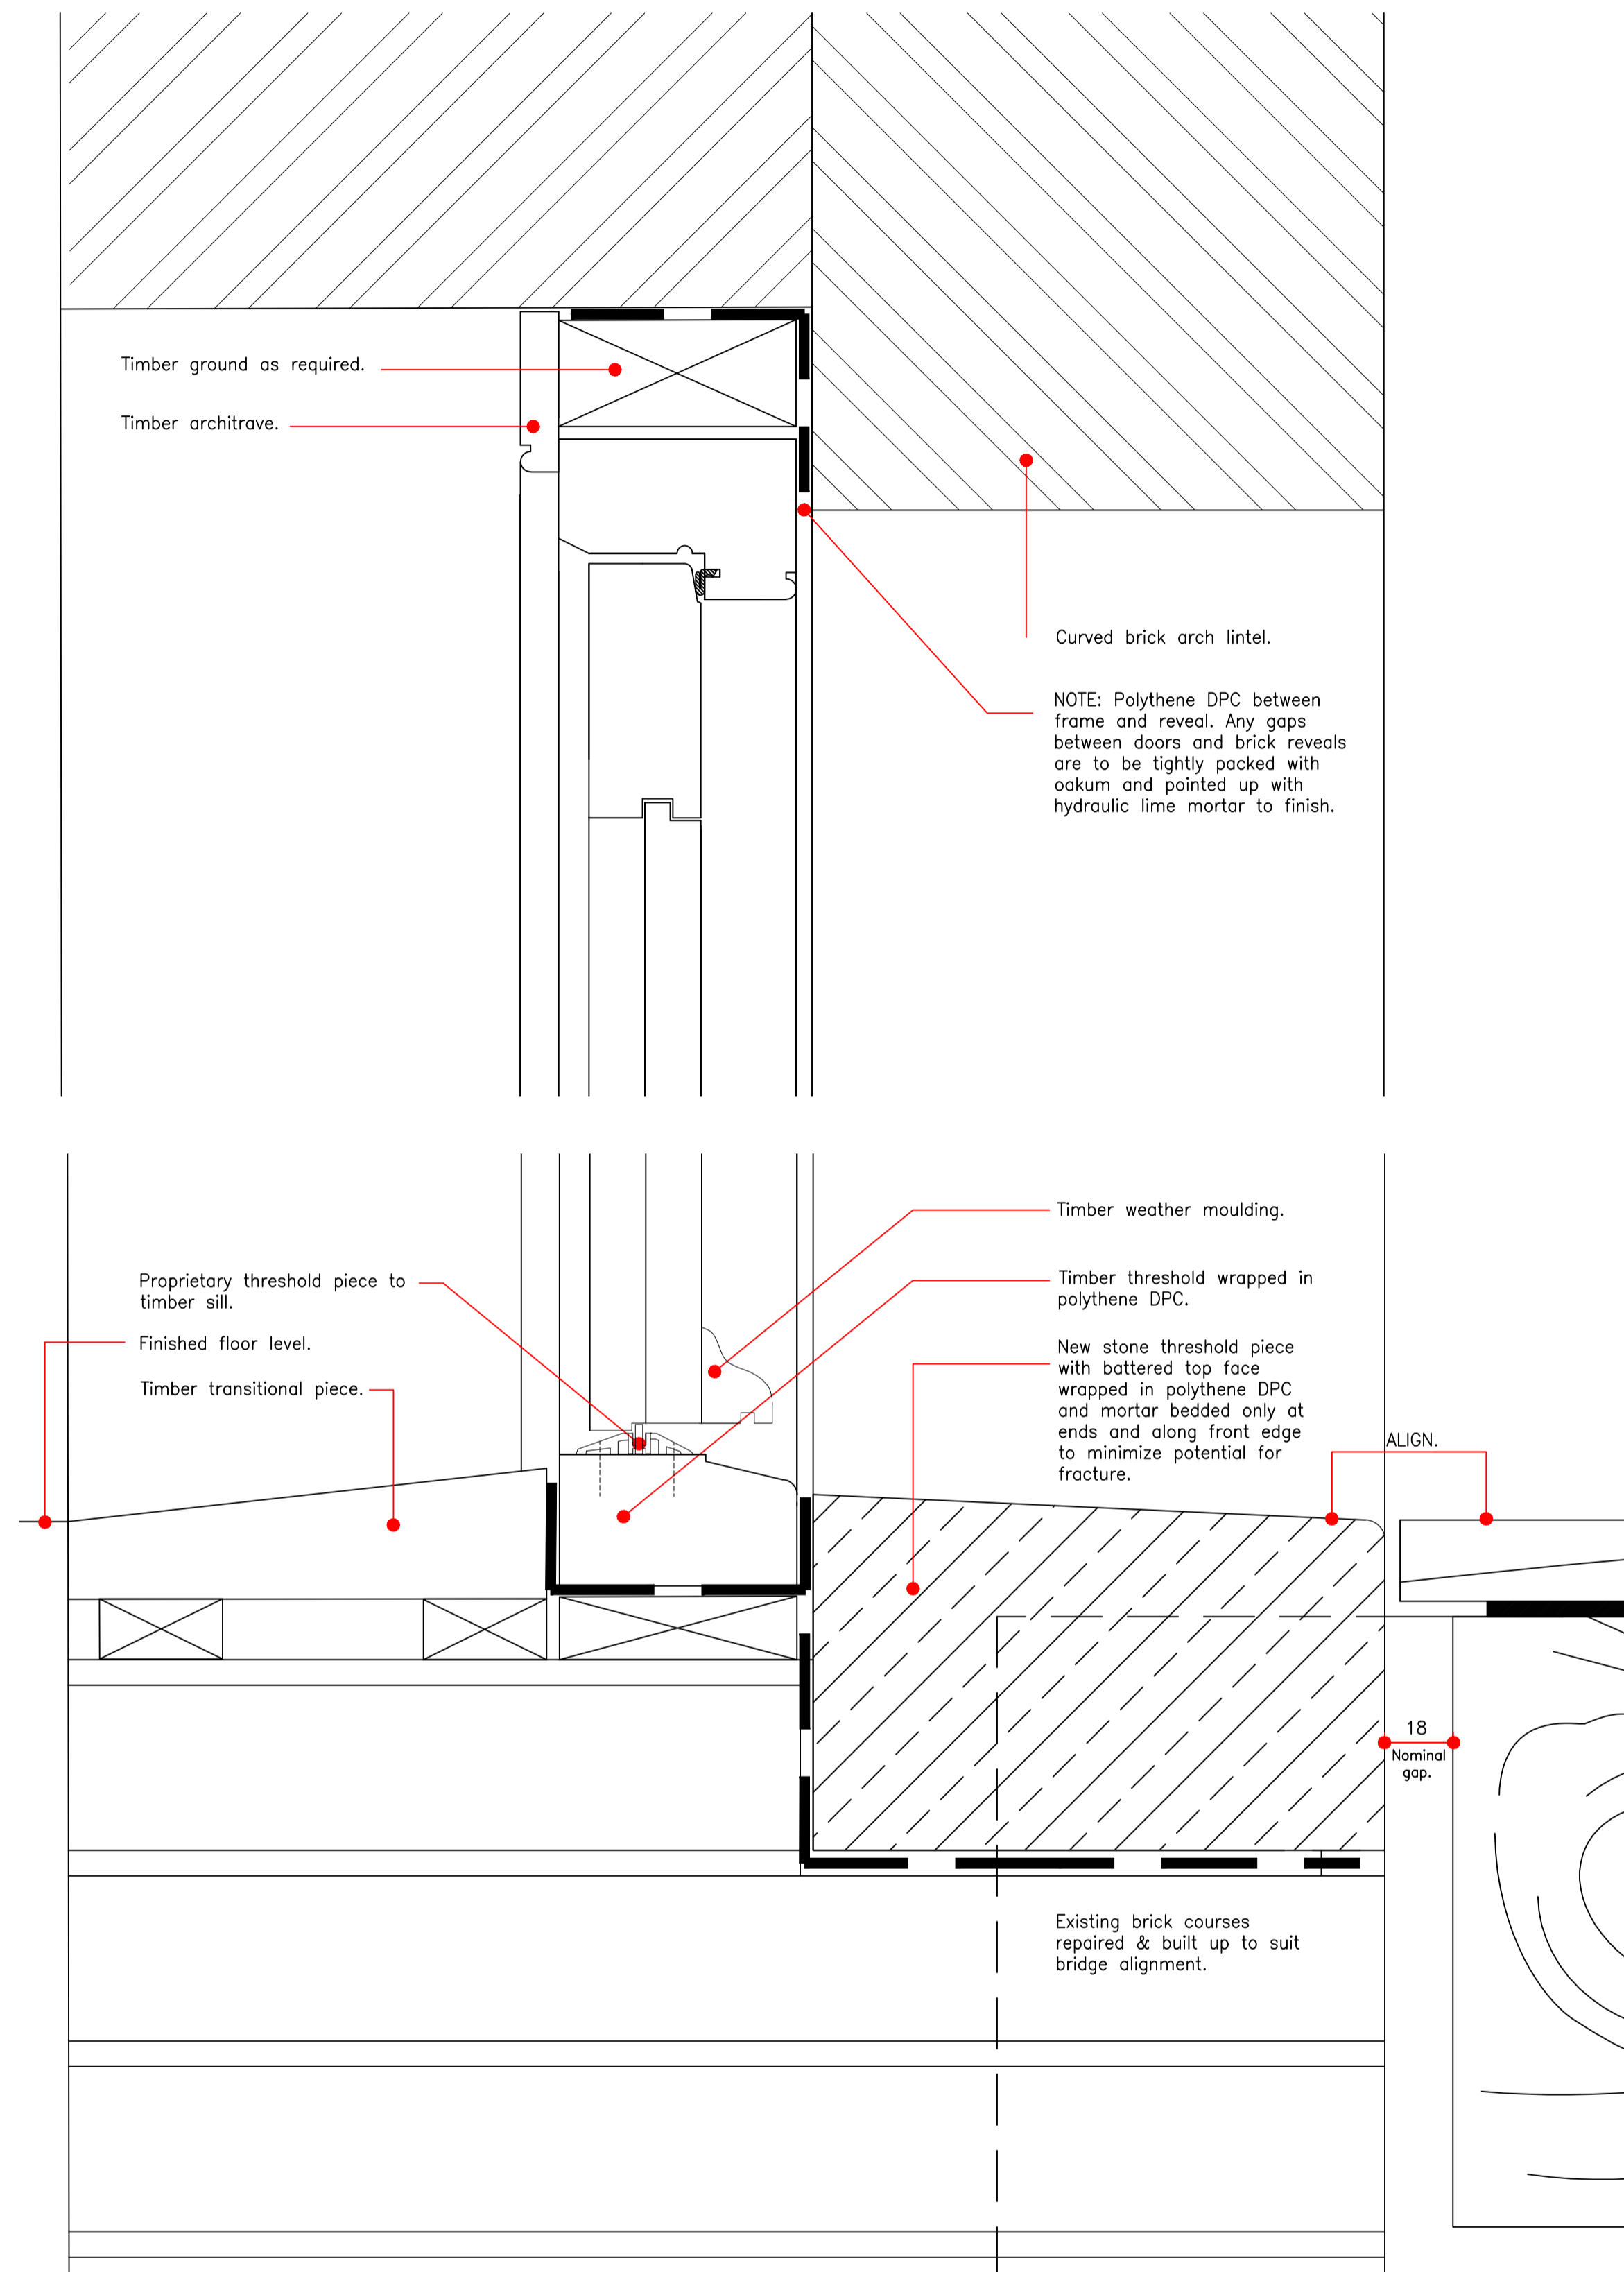 Timber ground as required.
Timber architrave.
Curved brick arch lintel.
NOTE: Polythene DPC between
frame and reveal. Any gaps
between doors and brick reveals
are to be tightly packed with
oakum and pointed up with
hydraulic lime mortar to finish.
Timber weather moulding.
Proprietary threshold piece to
timber sill.
Timber threshold wrapped in
polythene DPC.
Finished floor level.
Timber transitional piece.
New stone threshold piece
with battered top face
wrapped in polythene DPC
and mortar bedded only at
ends and along front edge
to minimize potential for
fracture.
ALIGN.
18
Nominal
gap.
Existing brick courses
repaired & built up to suit
bridge alignment.